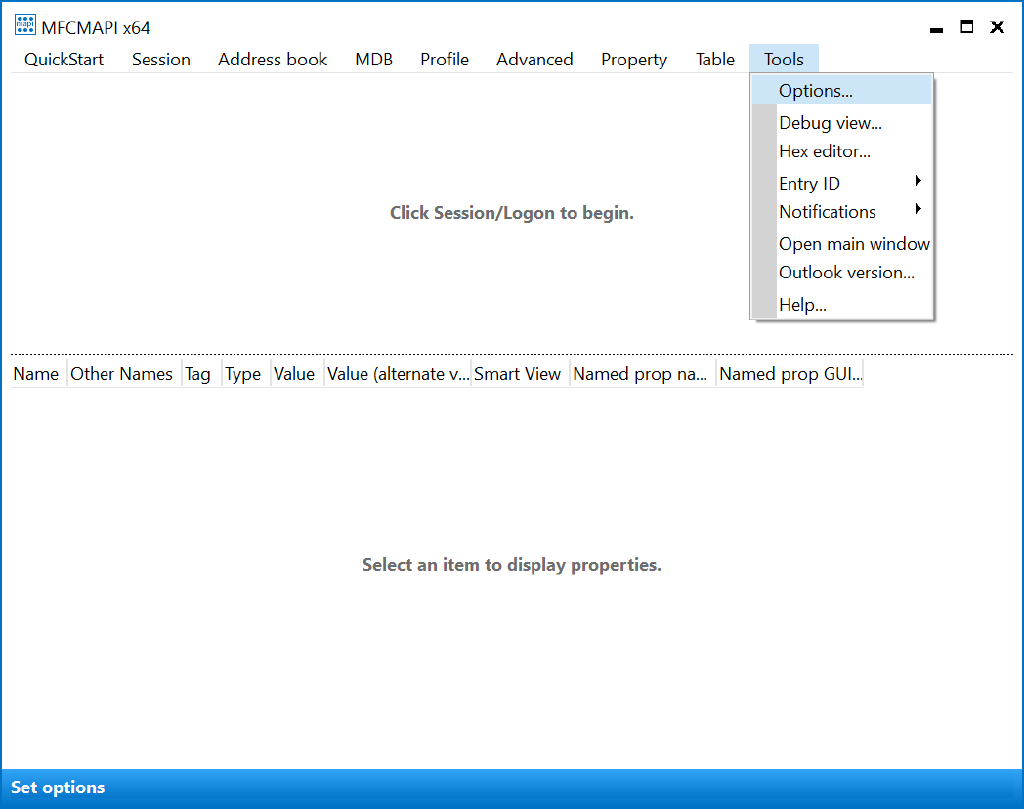 mapi
MFCMAPI x64
QuickStart Session Address book MDB Profile Advanced Property Table Tools
Options...
Debug view...
Hex editor...
Entry ID
Notifications
Open main window
Outlook version...
Help...
Click Session/Logon to begin.
Name Other Names Tag Type Value Value (alternate v... Smart View Named prop na... Named prop GUI...
Select an item to display properties.
Set options